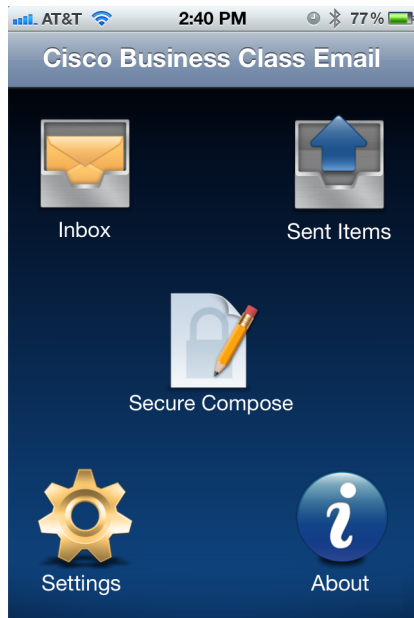 AT&T 2:40 PM 77%
Cisco Business Class Email
Inbox
Sent Items
Secure Compose
Settings
About